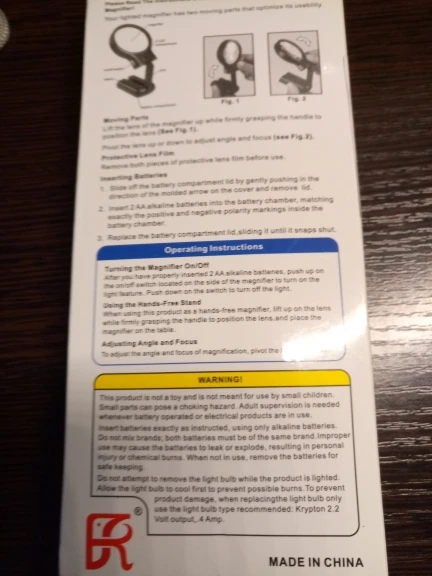 Please Read The
Magnifier!
Your lighted magnifier has two moving parts that optimize its usability.
Fig. 1
Fig. 2
Moving Parts
Lift the lens of the magnifier up while firmly grasping the handle to
position the lens (See Fig.1).
Pivot the lens up or down to adjust angle and focus (see Fig.2).
Protective Lens Film
Remove both pieces of protective lens film before use.
Inserting Batteries
1. Slide off the battery compartment lid by gently pushing in the
direction of the molded arrow on the cover and remove lid.
2. Insert 2 AA alkaline batteries into the battery chamber, matching
exactly the positive and negative polarity markings inside the
battery chamber.
3. Replace the battery compartment lid, sliding it until it snaps shut.
Operating Instructions
Turning the Magnifier On/Off
After you have properly inserted 2 AA alkaline batteries, push up on
the on/off switch located on the side of the magnifier to turn on the
light feature. Push down on the switch to turn off the light.
Using the Hands-Free Stand
When using this product as a hands-free magnifier, lift up on the lens
while firmly grasping the handle to position the lens, and place the
magnifier on the table.
Adjusting Angle and Focus
To adjust the angle and focus of magnification, pivot the
WARNING!
This product is not a toy and is not meant for use by small children.
Small parts can pose a choking hazard. Adult supervision is needed
whenever battery operated or electrical products are in use.
Insert batteries exactly as instructed, using only alkaline batteries.
Do not mix brands; both batteries must be of the same brand. Improper
use may cause the batteries to leak or explode, resulting in personal
injury or chemical burns. When not in use, remove the batteries for
safe keeping.
Do not attempt to remove the light bulb while the product is lighted.
Allow the light bulb to cool first to prevent possible burns. To prevent
product damage, when replacing the light bulb only
use the light bulb type recommended: Krypton 2.2
Volt output, .4 Amp.
®
MADE IN CHINA